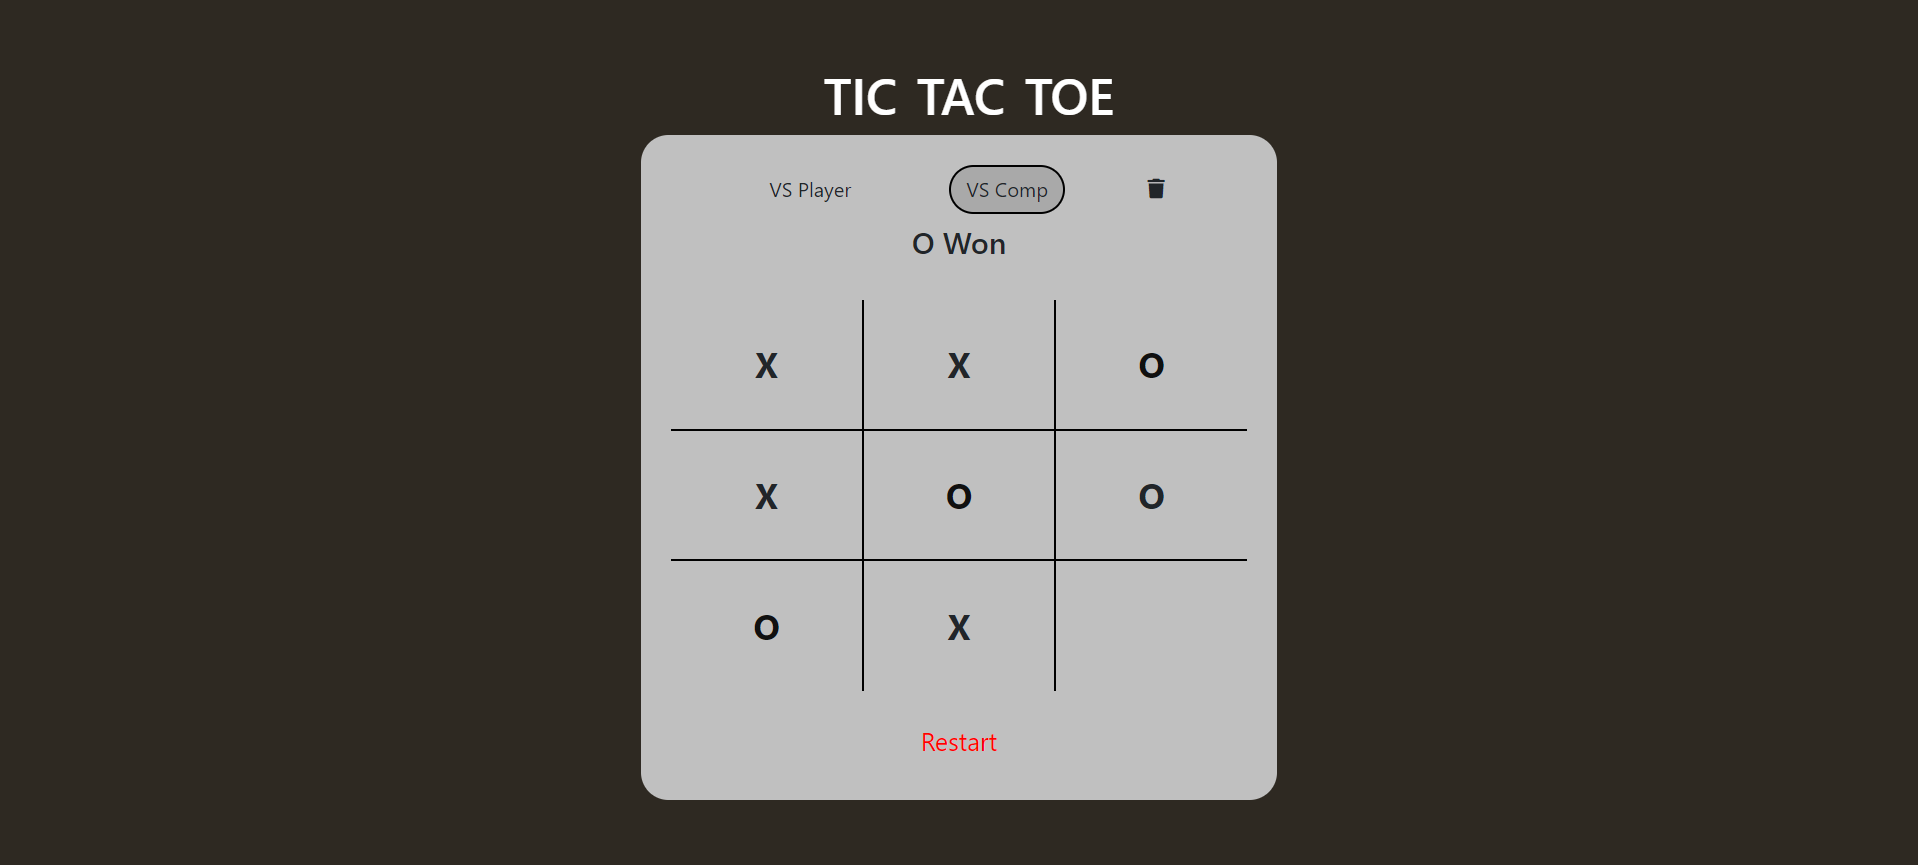 TIC TAC TOE
VS Player VS Comp
O Won
X X O
X O O
O X
Restart